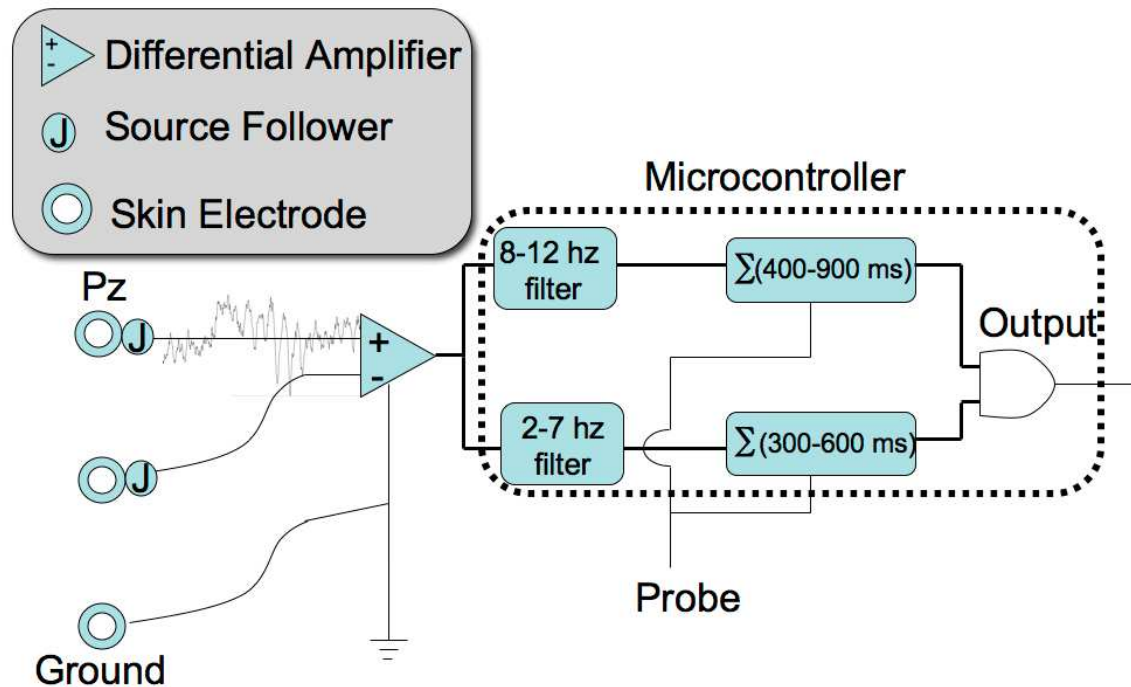 +
-
Differential Amplifier
J
Source Follower
Skin Electrode
Microcontroller
8-12 hz
filter
∑(400-900 ms)
Pz
J
+
-
Output
2-7 hz
filter
∑(300-600 ms)
J
Probe
Ground